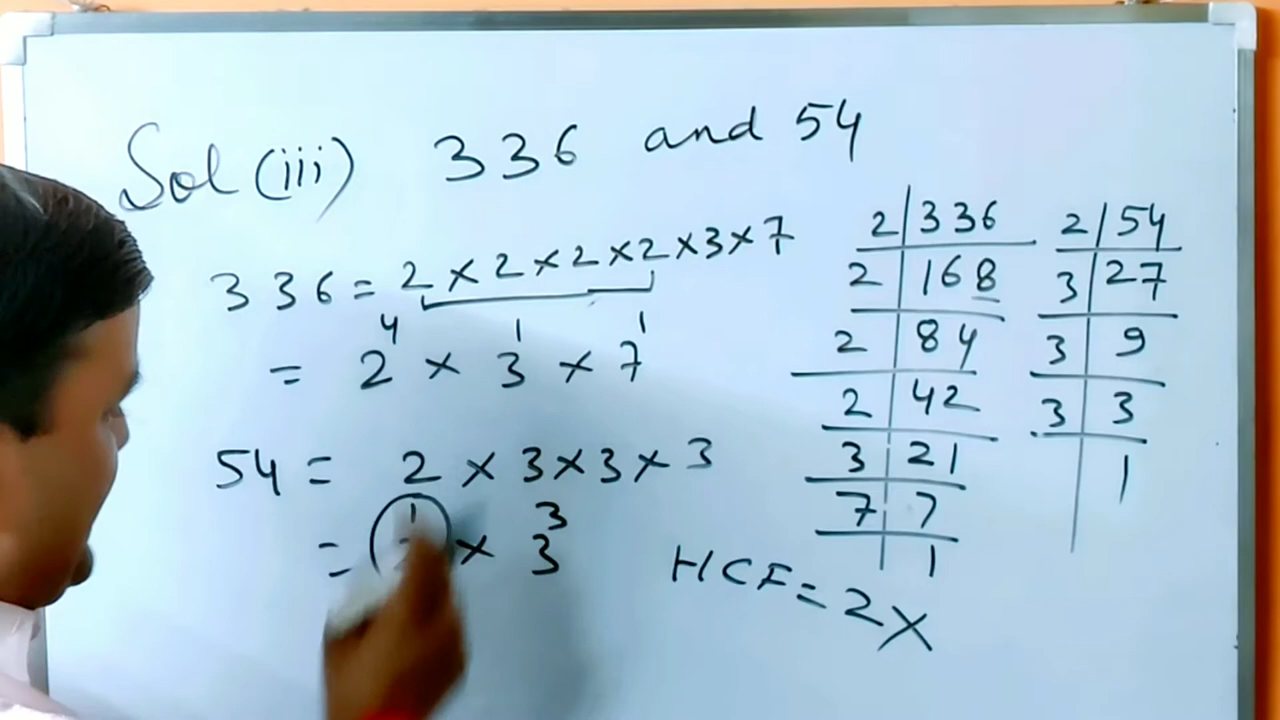 Sol (iii) 336 and 54
336 = 2 × 2 × 2 × 2 × 3 × 7
= 2⁴ × 3¹ × 7¹
54 = 2 × 3 × 3 × 3
= ¹ × 3³
HCF = 2 ×
2 | 336
2 | 168
2 | 84
2 | 42
3 | 21
7 | 7
1
2 | 54
3 | 27
3 | 9
3 | 3
1